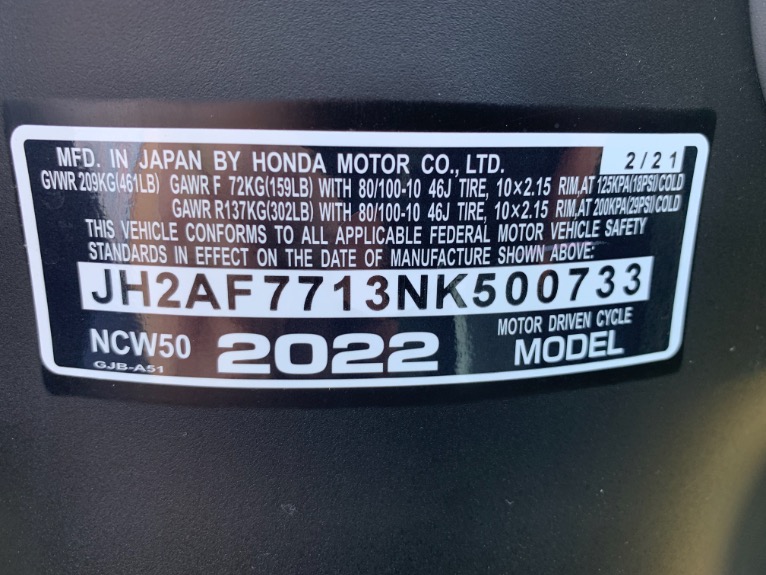 MFD. IN JAPAN BY HONDA MOTOR CO., LTD. 2/21
GVWR 209KG(461LB) GAWR F 72KG(159LB) WITH 80/100-10 46J TIRE, 10×2.15 RIM,AT 125KPA(18PSI)COLD
GAWR R137KG(302LB) WITH 80/100-10 46J TIRE, 10×2.15 RIM,AT 200KPA(29PSI)COLD
THIS VEHICLE CONFORMS TO ALL APPLICABLE FEDERAL MOTOR VEHICLE SAFETY
STANDARDS IN EFFECT ON THE DATE OF MANUFACTURE SHOWN ABOVE:
JH2AF7713NK500733
NCW50 2022 MOTOR DRIVEN CYCLE
GJB-A51 MODEL